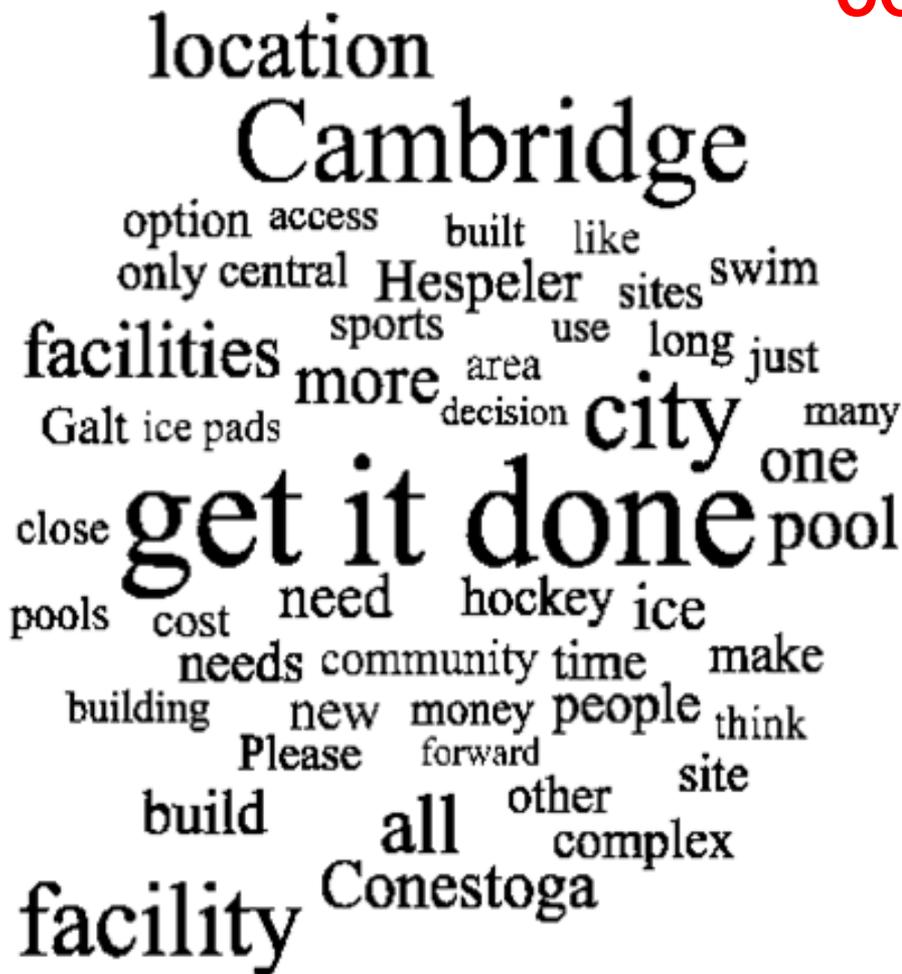 location
Cambridge
option access built like
only central Hespeler sites swim
facilities sports use long just
more area
Galt ice pads decision city many
one
close get it done pool
pools cost need hockey ice
needs community time make
building new money people think
Please forward site
build all other
complex
facility Conestoga